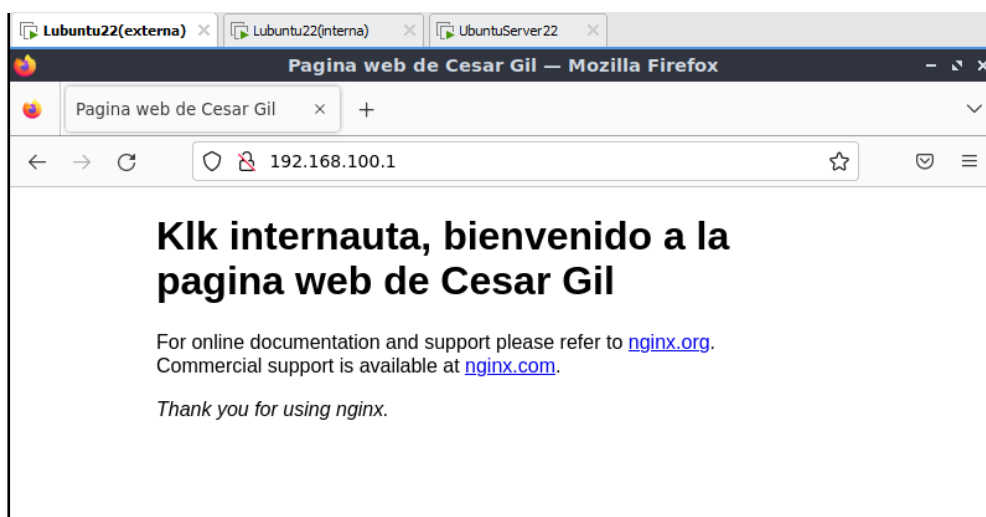 Lubuntu22(externa)
Lubuntu22(interna)
UbuntuServer22
Pagina web de Cesar Gil — Mozilla Firefox
Pagina web de Cesar Gil
192.168.100.1
Klk internauta, bienvenido a la
pagina web de Cesar Gil
For online documentation and support please refer to nginx.org.
Commercial support is available at nginx.com.
Thank you for using nginx.